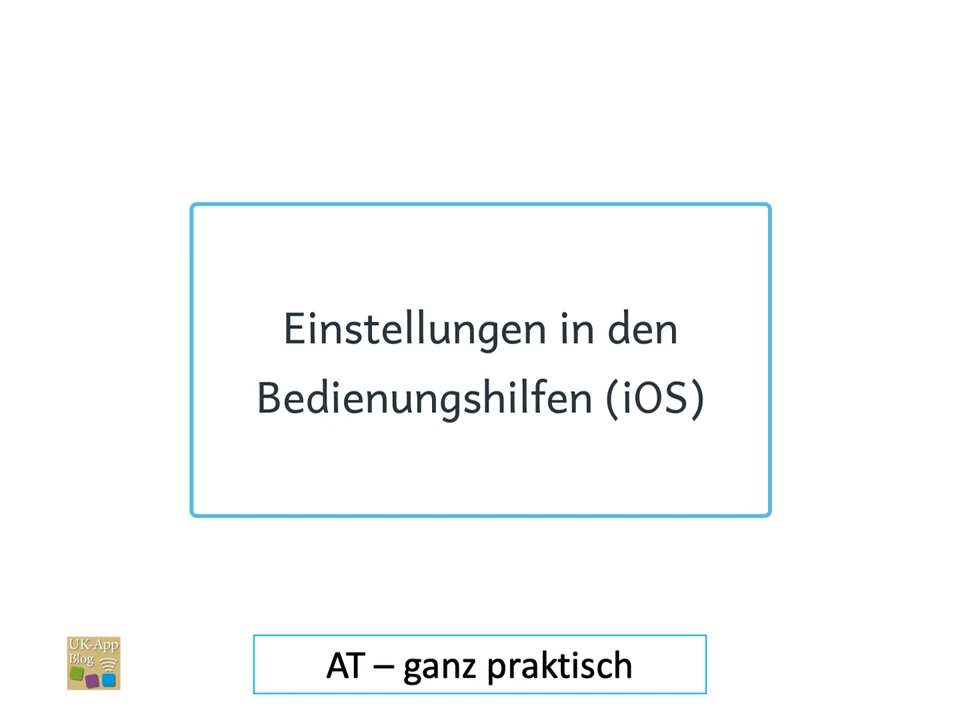 Einstellungen in den
Bedienungshilfen (iOS)
UK-App
Blog
AT – ganz praktisch